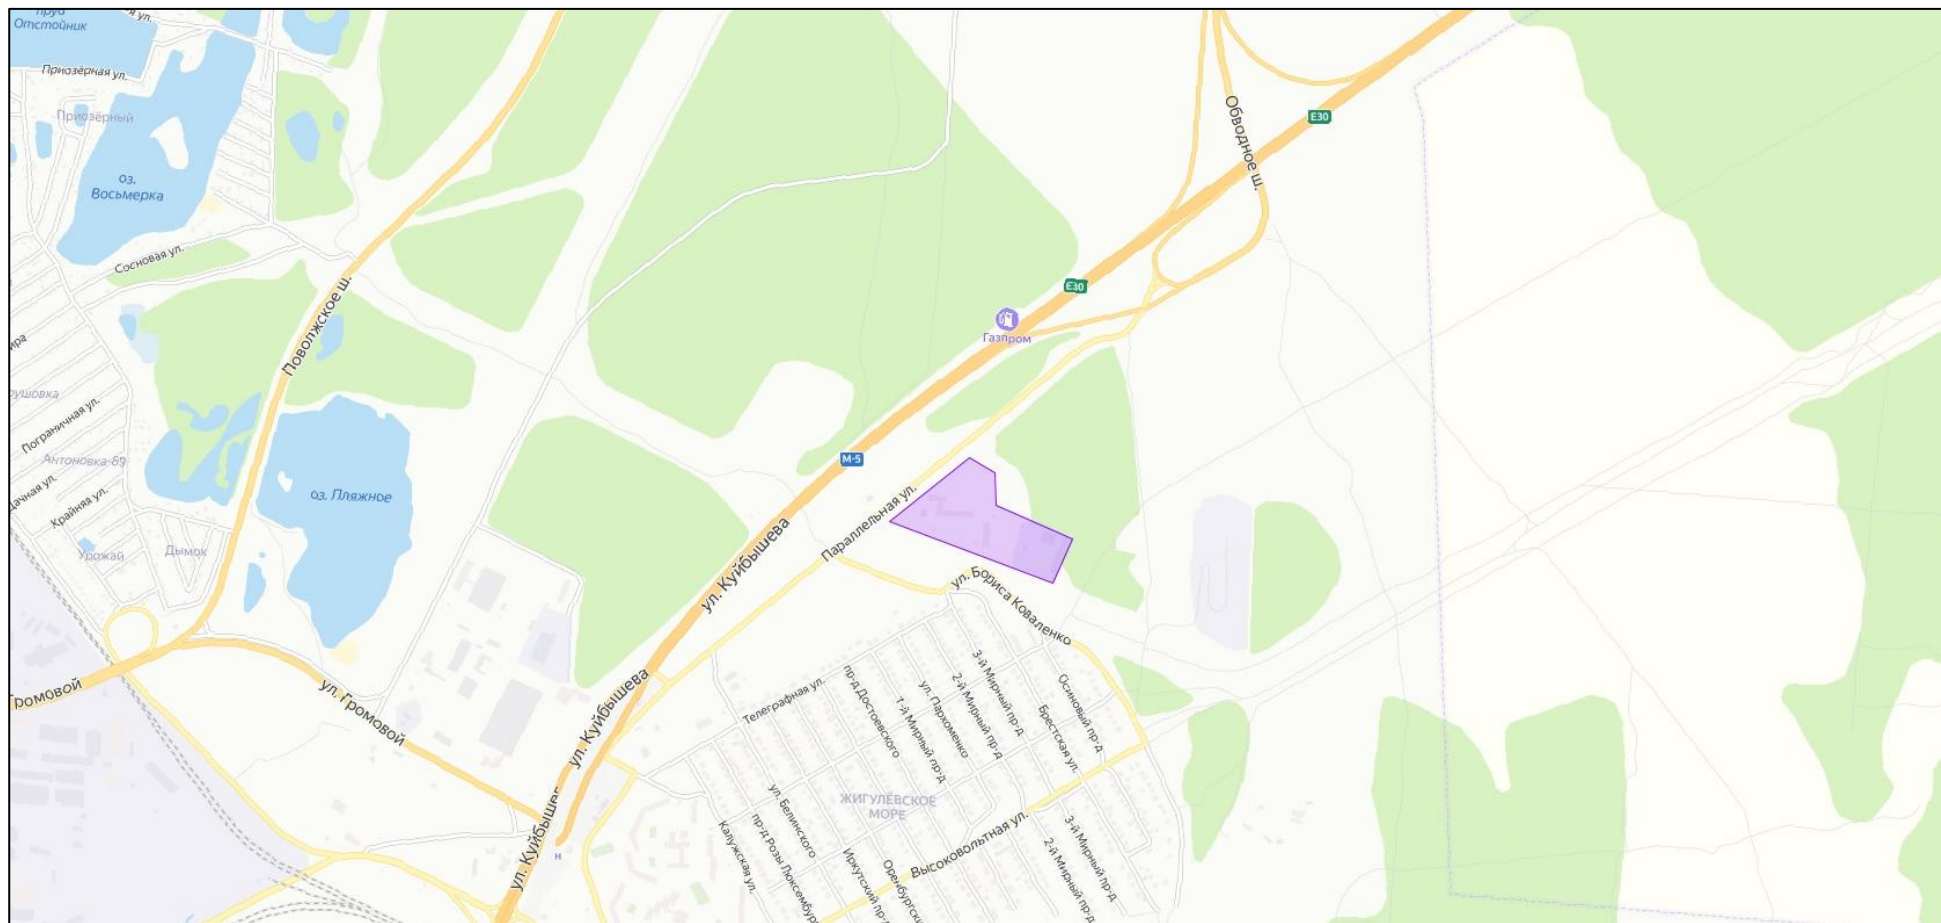 пруд
Отстойник
Приозёрная ул.
Приозёрный
оз.
Восьмерка
Сосновая ул.
Обводное ш.
E30
E30
Газпром
Поволжское ш.
Пограничная ул.
Антоновка-89
Крайняя ул.
Урожай
Дымок
оз. Пляжное
М-5
Параллельная ул.
ул. Куйбышева
ул. Бориса Коваленко
ул. Громовой
ул. Куйбышева
Телеграфная ул.
пр-д Достоевского
1-й Мирный пр-д
ул. Пархоменко
2-й Мирный пр-д
3-й Мирный пр-д
Брестская ул.
Осиновый пр-д
ЖИГУЛЁВСКОЕ
МОРЕ
ул. Куйбышева
н
Калужская ул.
пр-д Розы Люксембур
ул. Белинского
Иркутский пр-д
Оренбургск
Высоковольтная ул.
2-й Мирный пр-д
3-й Мирный пр-д